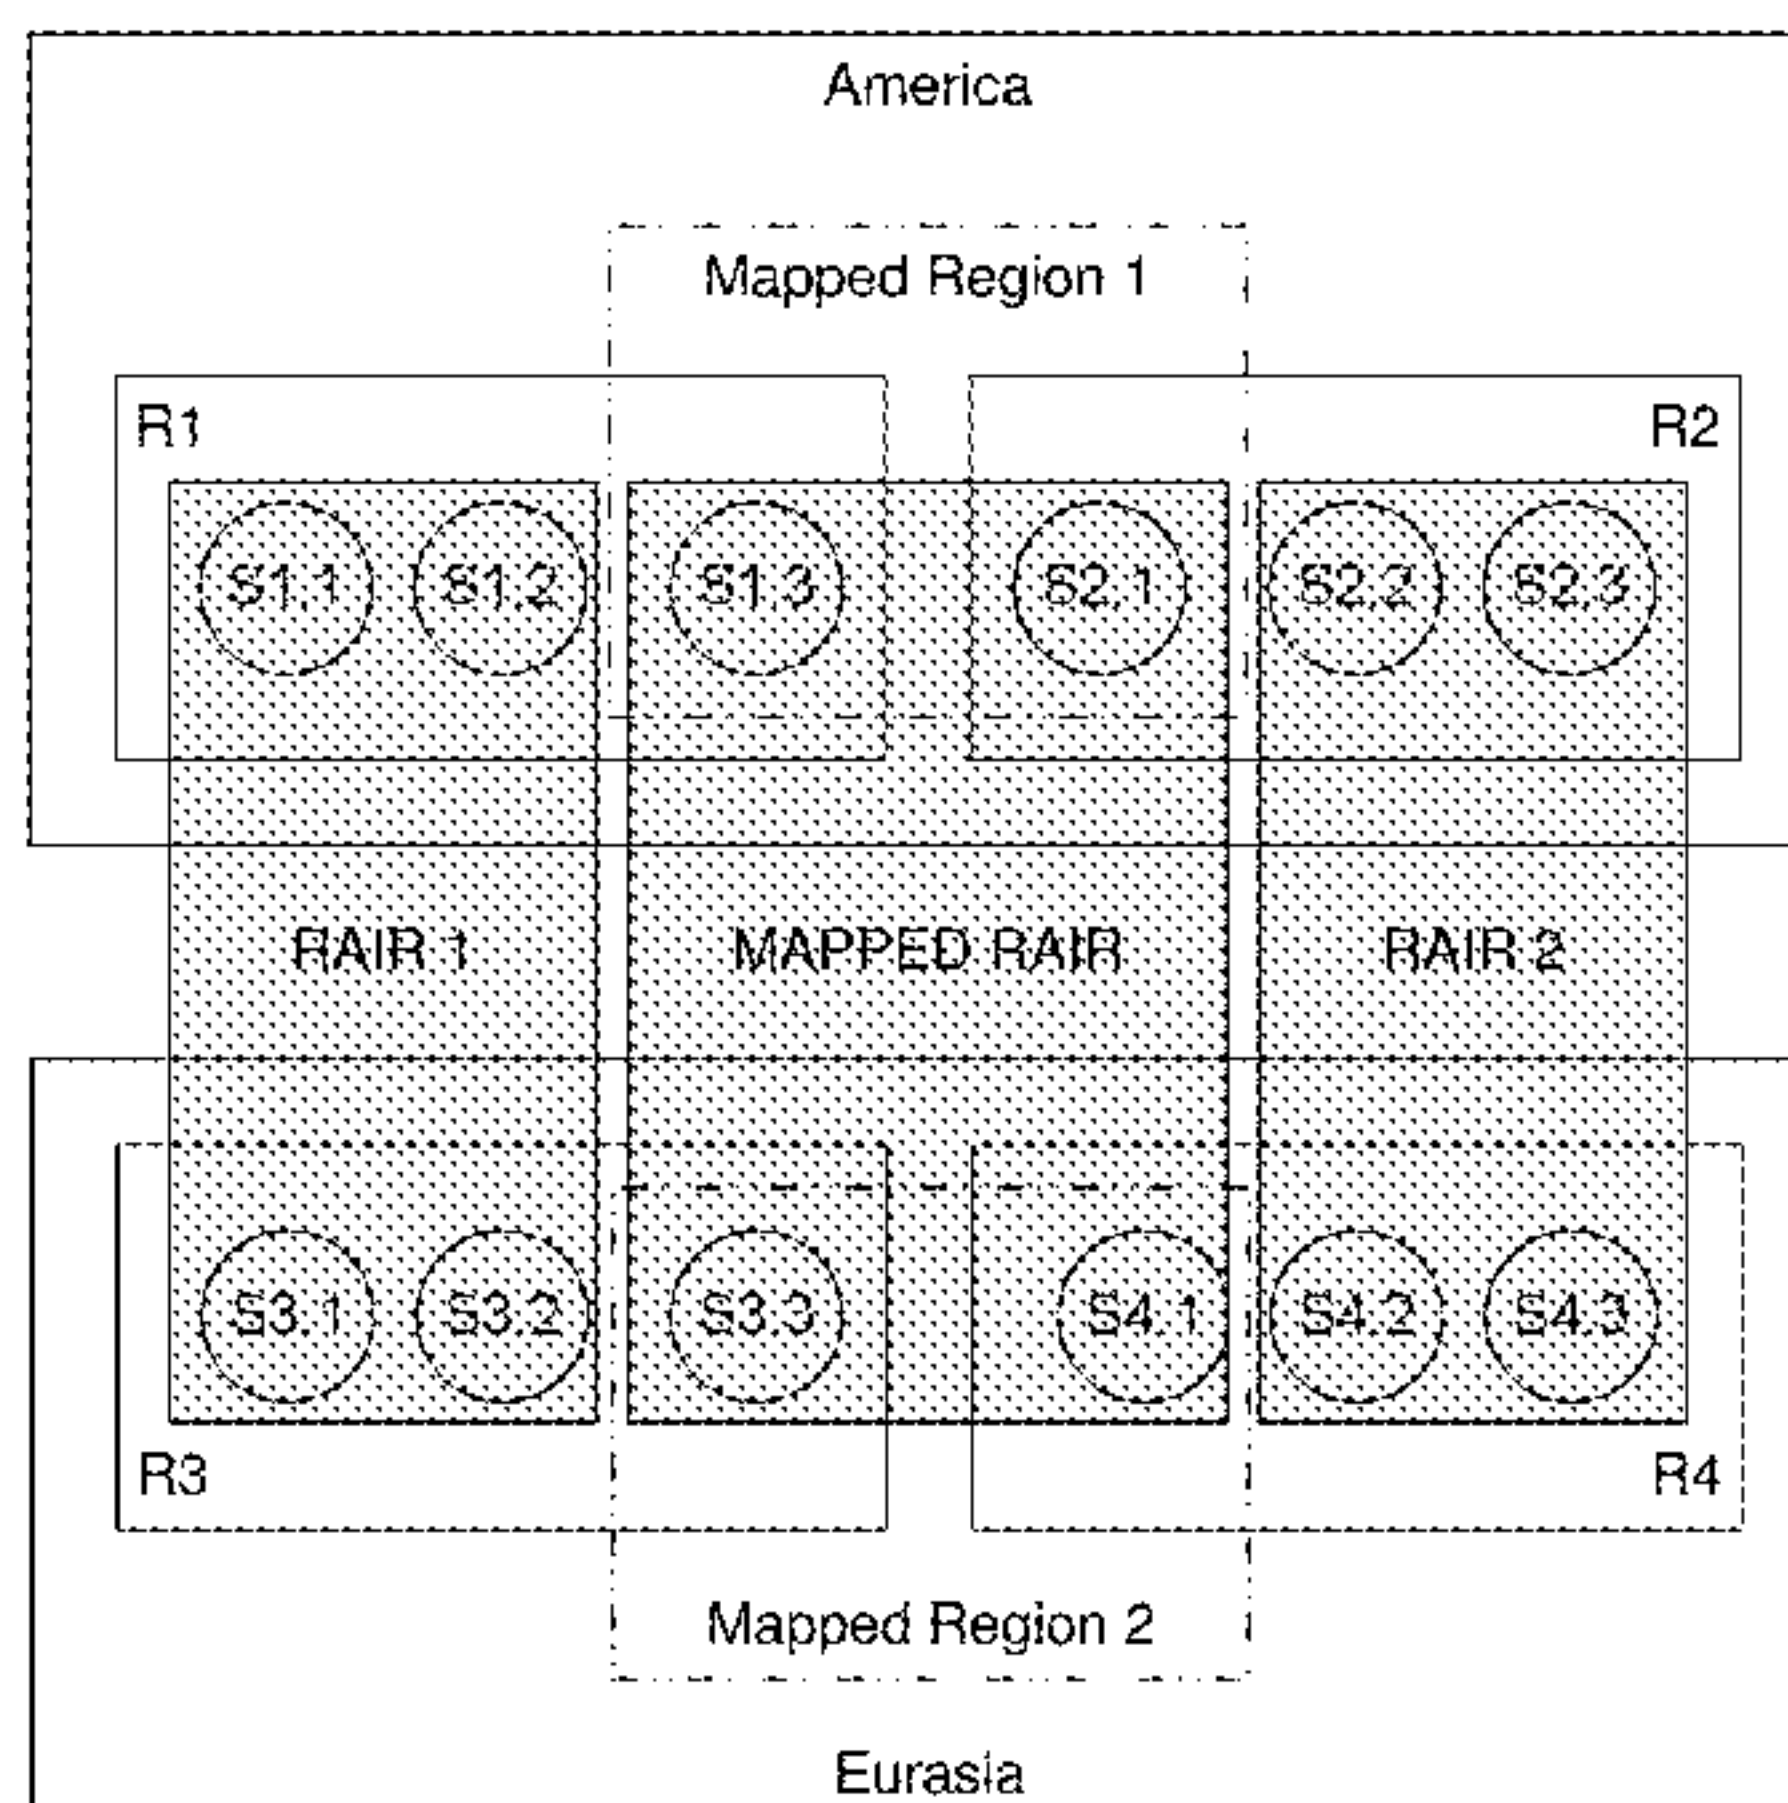 America
Mapped Region 1
R1 R2
S1,1 S1,2 S1,3 S2,1 S2,2 S2,3
RAIR 1 MAPPED RAIR RAIR 2
S3.1 S3.2 S3.3 S4.1 S4.2 S4.3
R3 R4
Mapped Region 2
Eurasia